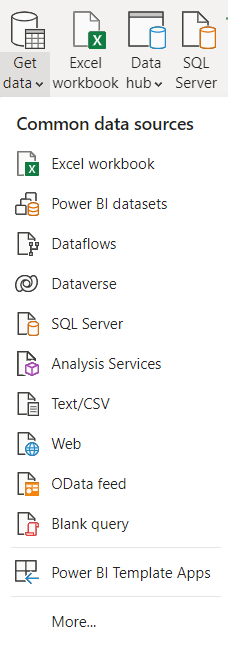 Get Excel Data SQL
data workbook hub Server
Common data sources
Excel workbook
Power BI datasets
Dataflows
Dataverse
SQL Server
Analysis Services
Text/CSV
Web
OData feed
Blank query
Power BI Template Apps
More...